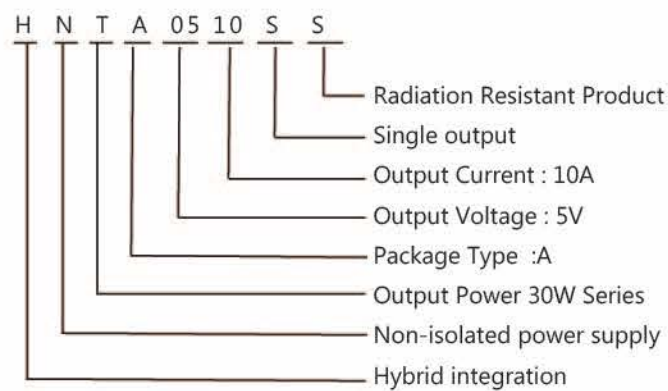 H N T A 05 10 S S
Radiation Resistant Product
Single output
Output Current : 10A
Output Voltage : 5V
Package Type :A
Output Power 30W Series
Non-isolated power supply
Hybrid integration